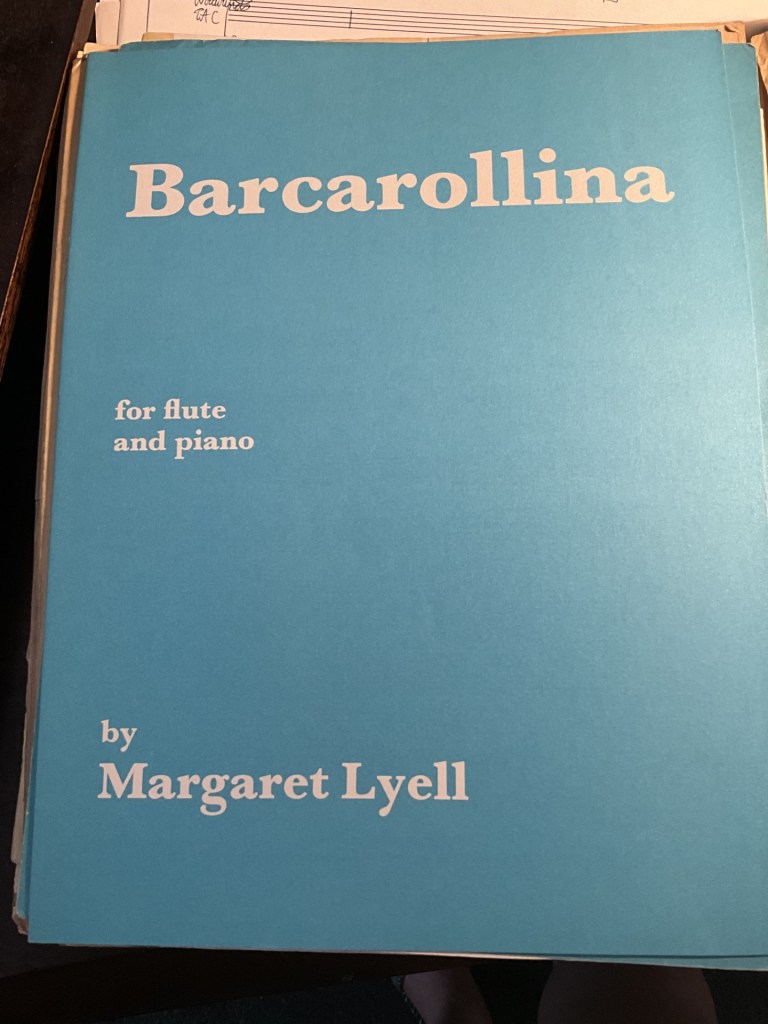 Barcarollina
for flute
and piano
by
Margaret Lyell